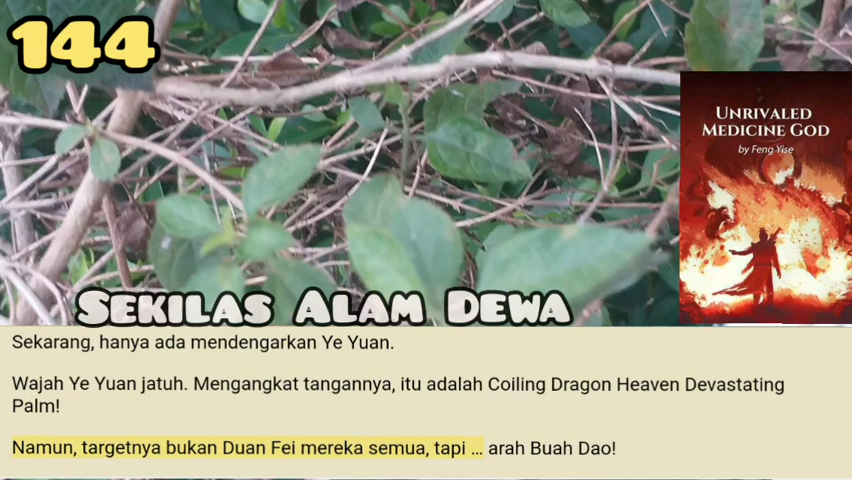 144
UNRIVALED
MEDICINE GOD
by Feng Yise
SEKILAS ALAM DEWA
Sekarang, hanya ada mendengarkan Ye Yuan.
Wajah Ye Yuan jatuh. Mengangkat tangannya, itu adalah Coiling Dragon Heaven Devastating
Palm!
Namun, targetnya bukan Duan Fei mereka semua, tapi ... arah Buah Dao!